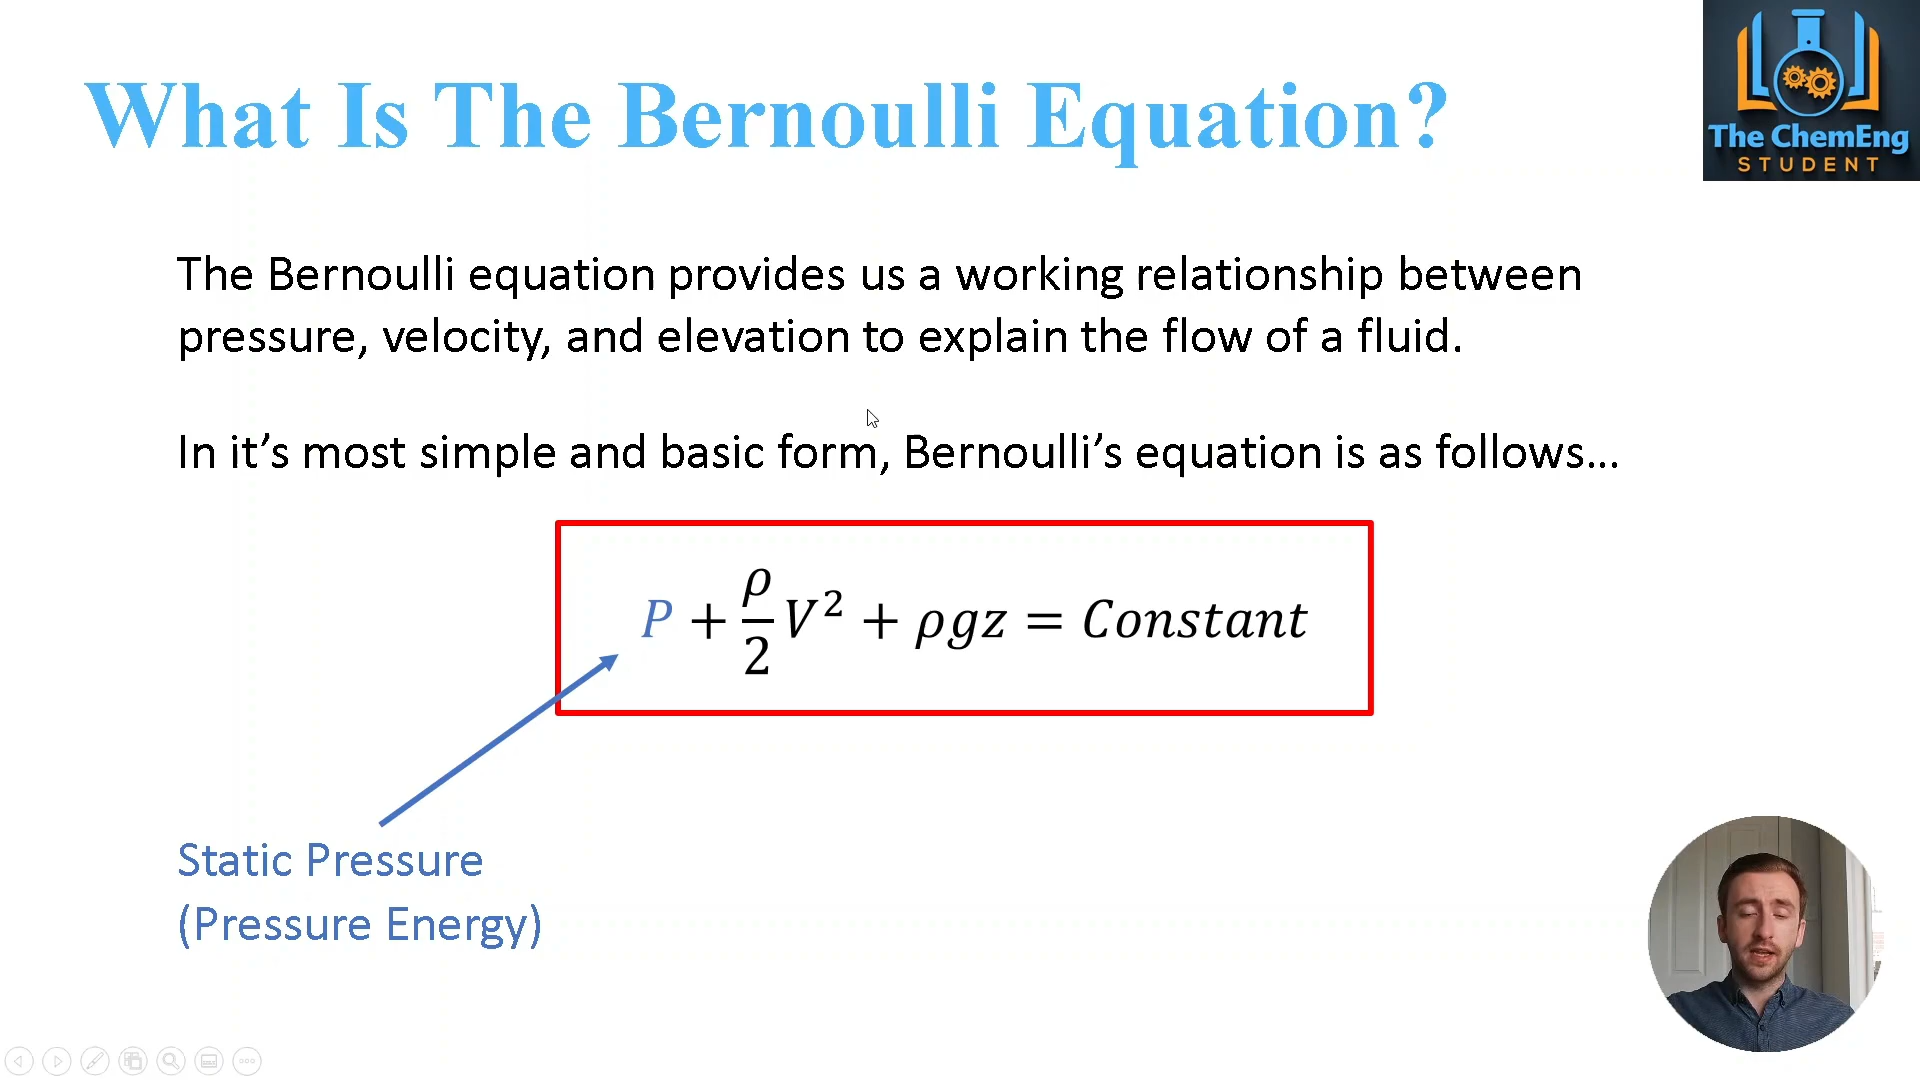 What Is The Bernoulli Equation?
The ChemEng
STUDENT
The Bernoulli equation provides us a working relationship between
pressure, velocity, and elevation to explain the flow of a fluid.
In it’s most simple and basic form, Bernoulli’s equation is as follows…
P + ρ/2 V² + ρgz = Constant
Static Pressure
(Pressure Energy)